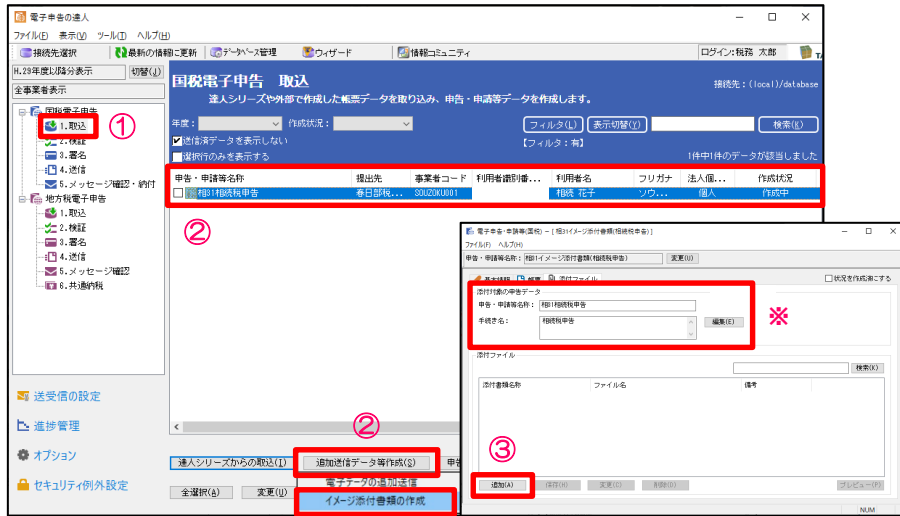 電子申告の達人
ファイル(F) 表示(V) ツール(T) ヘルプ(H)
接続先選択 最新の情報に更新 データベース管理 ウィザード 情報コミュニティ ログイン:税務 太郎
H.29年度以降分表示 切替(J)
全事業者表示
国税電子申告
1.取込
①
2.検証
3.署名
4.送信
5.メッセージ確認・納付
地方税電子申告
1.取込
2.検証
3.署名
4.送信
5.メッセージ確認
6.共通納税
送受信の設定
進捗管理
オプション
セキュリティ例外設定
国税電子申告 取込
接続先：(local)/database
達人シリーズや外部で作成した帳票データを取り込み、申告・申請等データを作成します。
年度： 作成状況： フィルタ(L) 表示切替(Y) 検索(K)
送信済データを表示しない 【フィルタ：有】
選択行のみを表示する 1件中1件のデータが該当しました
申告・申請等名称 提出先 事業者コード 利用者識別番... 利用者名 フリガナ 法人個... 作成状況
相31相続税申告 春日部税... SOUZOKU001 相続 花子 ソウ... 個人 作成中
②
②
達人シリーズからの取込(I) 追加送信データ等作成(S) 申告
電子データの追加送信
全選択(A) 変更(U) イメージ添付書類の作成
電子申告・申請等(国税) - [相31イメージ添付書類(相続税申告)]
ファイル(F) ヘルプ(H)
申告・申請等名称： 相31イメージ添付書類(相続税申告) 変更(U)
基本情報 帳票 添付ファイル 状況を作成済にする
添付対象の申告データ
申告・申請等名称： 相31相続税申告
手続き名： 相続税申告 編集(E)
※
添付ファイル
検索(K)
添付書類名称 ファイル名 備考
③
追加(A) 保存(H) 変更(C) 削除(D) プレビュー(P)
NUM